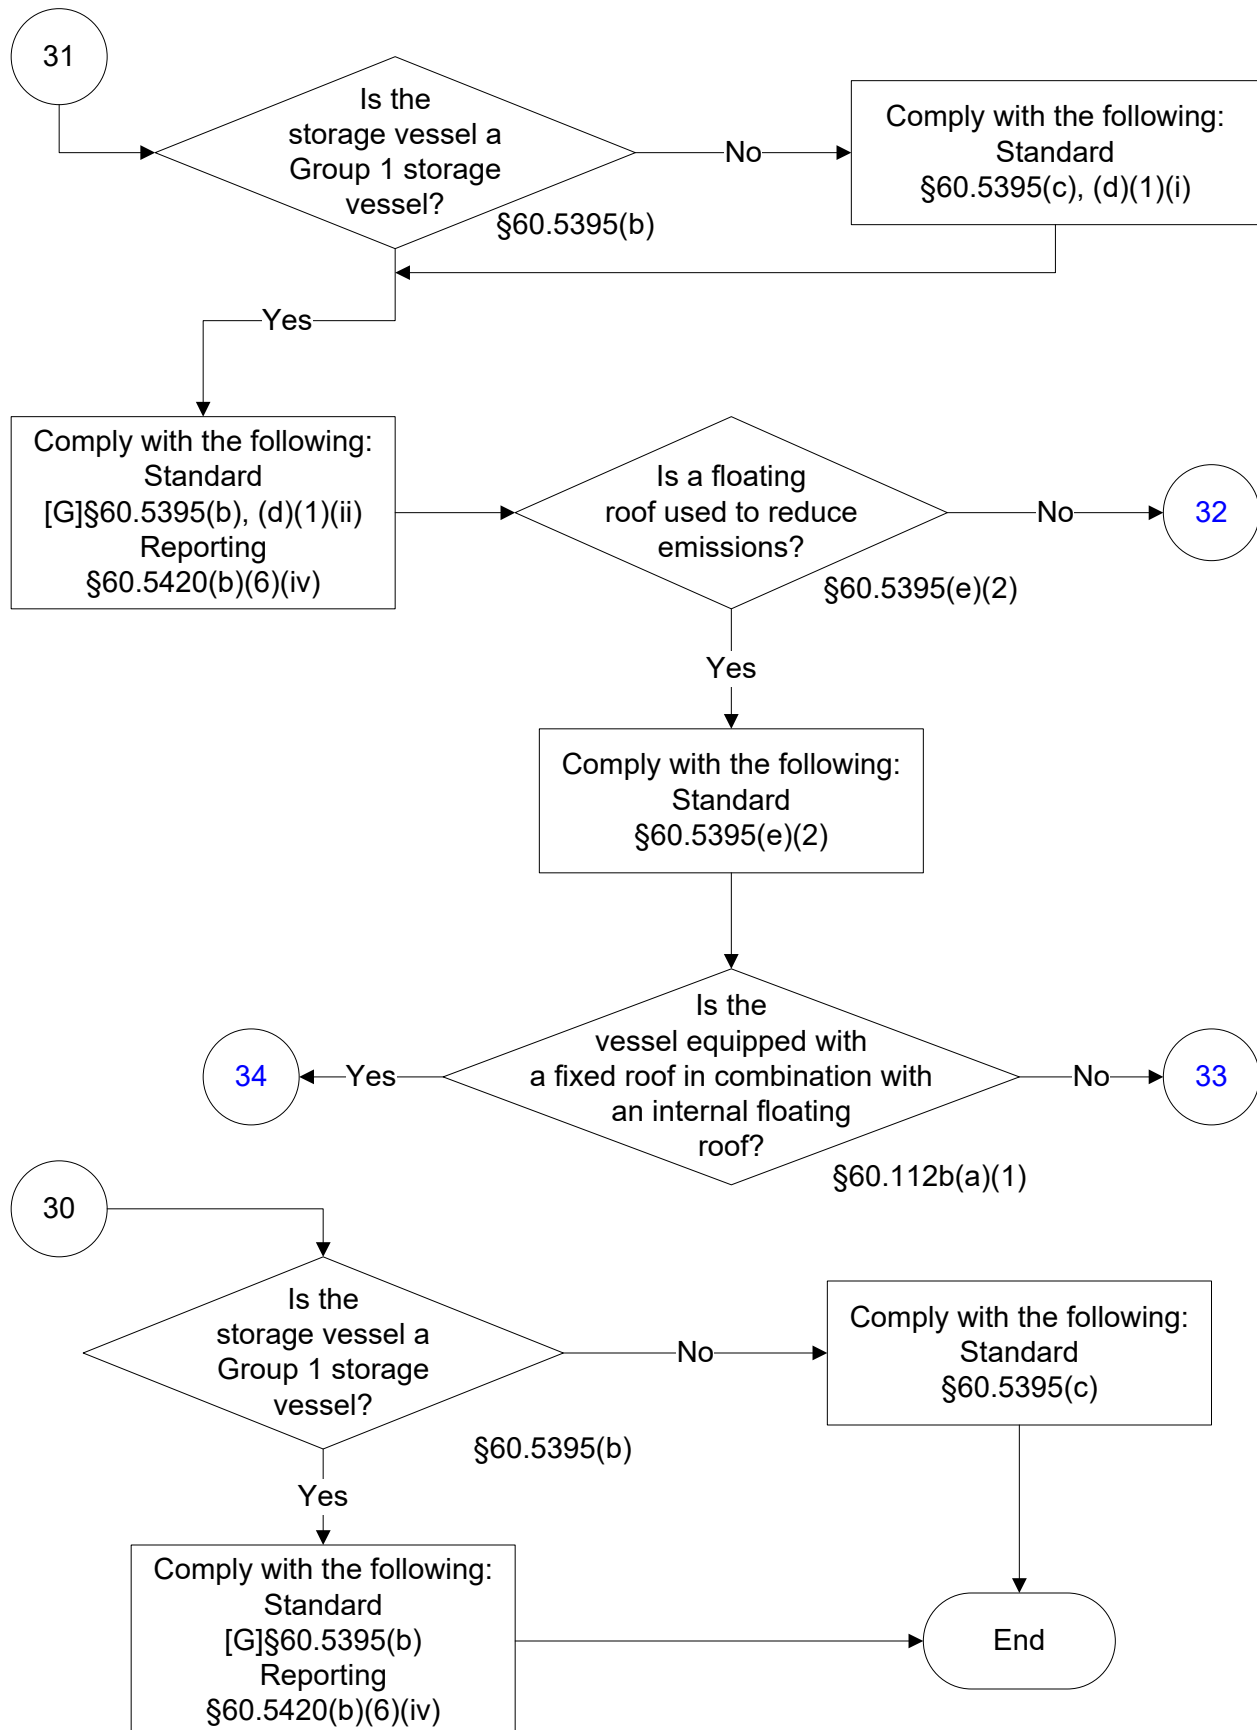 31
Is the
storage vessel a
Group 1 storage
vessel?
§60.5395(b)
No
Comply with the following:
Standard
§60.5395(c), (d)(1)(i)
Yes
Comply with the following:
Standard
[G]§60.5395(b), (d)(1)(ii)
Reporting
§60.5420(b)(6)(iv)
Is a floating
roof used to reduce
emissions?
§60.5395(e)(2)
No
32
Yes
Comply with the following:
Standard
§60.5395(e)(2)
Is the
vessel equipped with
a fixed roof in combination with
an internal floating
roof?
§60.112b(a)(1)
Yes
34
No
33
30
Is the
storage vessel a
Group 1 storage
vessel?
§60.5395(b)
No
Comply with the following:
Standard
§60.5395(c)
Yes
Comply with the following:
Standard
[G]§60.5395(b)
Reporting
§60.5420(b)(6)(iv)
End